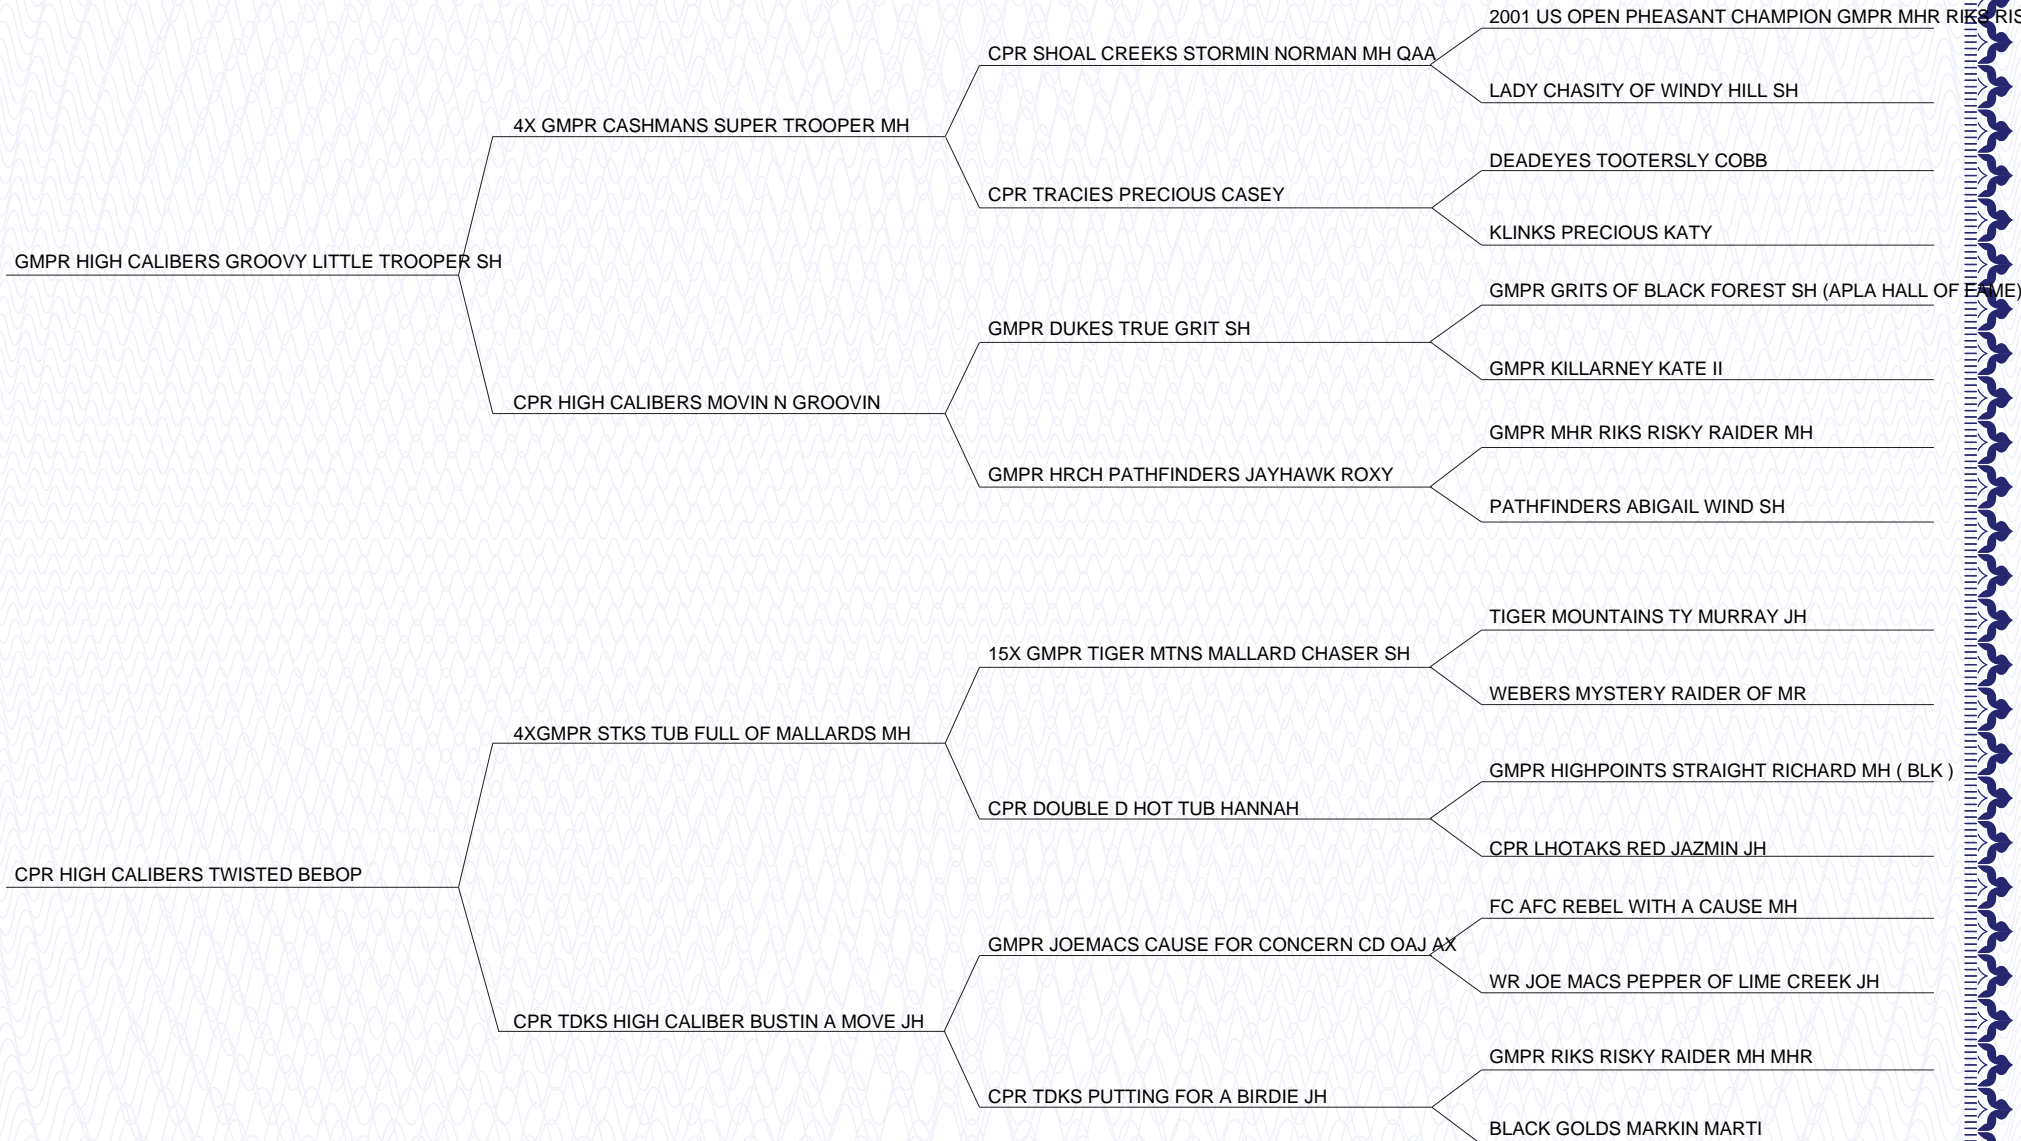 2001 US OPEN PHEASANT CHAMPION GMPR MHR RIKS
CPR SHOAL CREEKS STORMIN NORMAN MH QAA
LADY CHASITY OF WINDY HILL SH
4X GMPR CASHMANS SUPER TROOPER MH
DEADEYES TOOTERSLY COBB
CPR TRACIES PRECIOUS CASEY
KLINKS PRECIOUS KATY
GMPR HIGH CALIBERS GROOVY LITTLE TROOPER SH
GMPR GRITS OF BLACK FOREST SH (APLA HALL OF FAME)
GMPR DUKES TRUE GRIT SH
GMPR KILLARNEY KATE II
CPR HIGH CALIBERS MOVIN N GROOVIN
GMPR MHR RIKS RISKY RAIDER MH
GMPR HRCH PATHFINDERS JAYHAWK ROXY
PATHFINDERS ABIGAIL WIND SH
TIGER MOUNTAINS TY MURRAY JH
15X GMPR TIGER MTNS MALLARD CHASER SH
WEBERS MYSTERY RAIDER OF MR
4XGMPR STKS TUB FULL OF MALLARDS MH
GMPR HIGHPOINTS STRAIGHT RICHARD MH ( BLK )
CPR DOUBLE D HOT TUB HANNAH
CPR LHOTAKS RED JAZMIN JH
CPR HIGH CALIBERS TWISTED BEBOP
FC AFC REBEL WITH A CAUSE MH
GMPR JOEMACS CAUSE FOR CONCERN CD OAJ AX
WR JOE MACS PEPPER OF LIME CREEK JH
CPR TDKS HIGH CALIBER BUSTIN A MOVE JH
GMPR RIKS RISKY RAIDER MH MHR
CPR TDKS PUTTING FOR A BIRDIE JH
BLACK GOLDS MARKIN MARTI